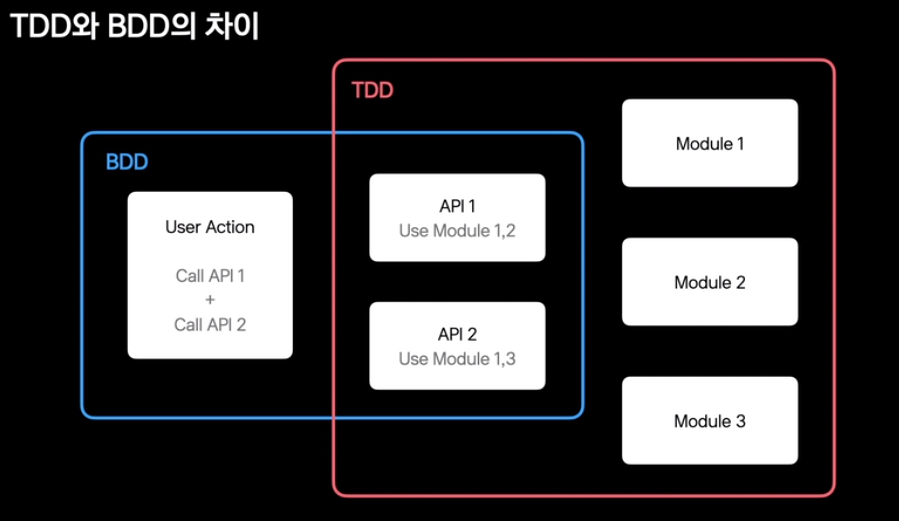 TDD와 BDD의 차이
TDD
BDD
User Action
Call API 1
+
Call API 2
API 1
Use Module 1,2
API 2
Use Module 1,3
Module 1
Module 2
Module 3